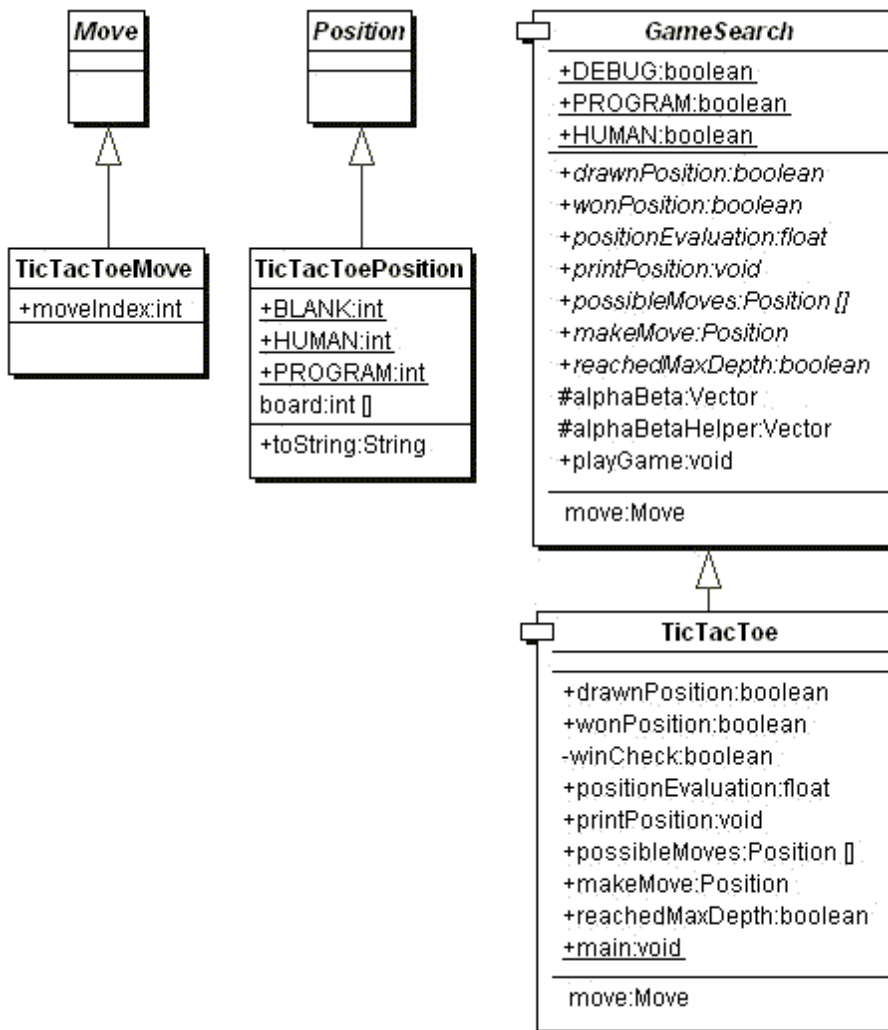 Move
TicTacToeMove
+moveIndex:int
Position
TicTacToePosition
+BLANK:int
+HUMAN:int
+PROGRAM:int
board:int []
+toString:String
GameSearch
+DEBUG:boolean
+PROGRAM:boolean
+HUMAN:boolean
+drawnPosition:boolean
+wonPosition:boolean
+positionEvaluation:float
+printPosition:void
+possibleMoves:Position []
+makeMove:Position
+reachedMaxDepth:boolean
#alphaBeta:Vector
#alphaBetaHelper:Vector
+playGame:void
move:Move
TicTacToe
+drawnPosition:boolean
+wonPosition:boolean
-winCheck:boolean
+positionEvaluation:float
+printPosition:void
+possibleMoves:Position []
+makeMove:Position
+reachedMaxDepth:boolean
+main:void
move:Move